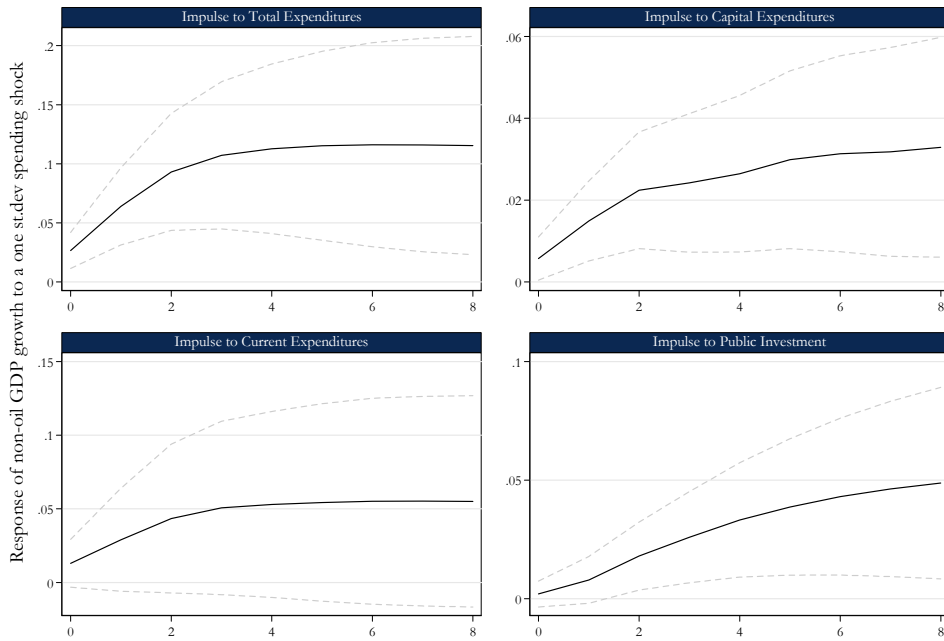 Response of non-oil GDP growth to a one st.dev spending shock
Impulse to Total Expenditures
.2
.15
.1
.05
0
0 2 4 6 8
Impulse to Capital Expenditures
.06
.04
.02
0
0 2 4 6 8
Impulse to Current Expenditures
.15
.1
.05
0
0 2 4 6 8
Impulse to Public Investment
.1
.05
0
0 2 4 6 8